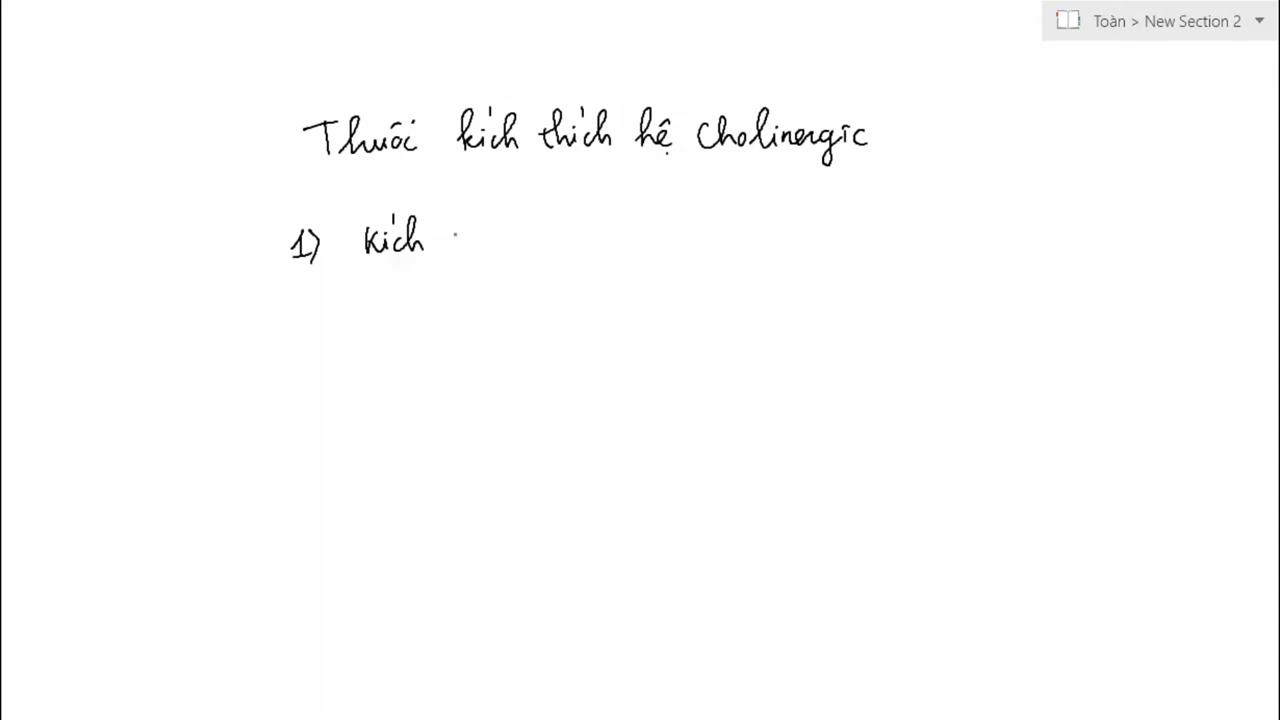 Toàn > New Section 2
Thuốc kích thích hệ cholinergic
1) Kích